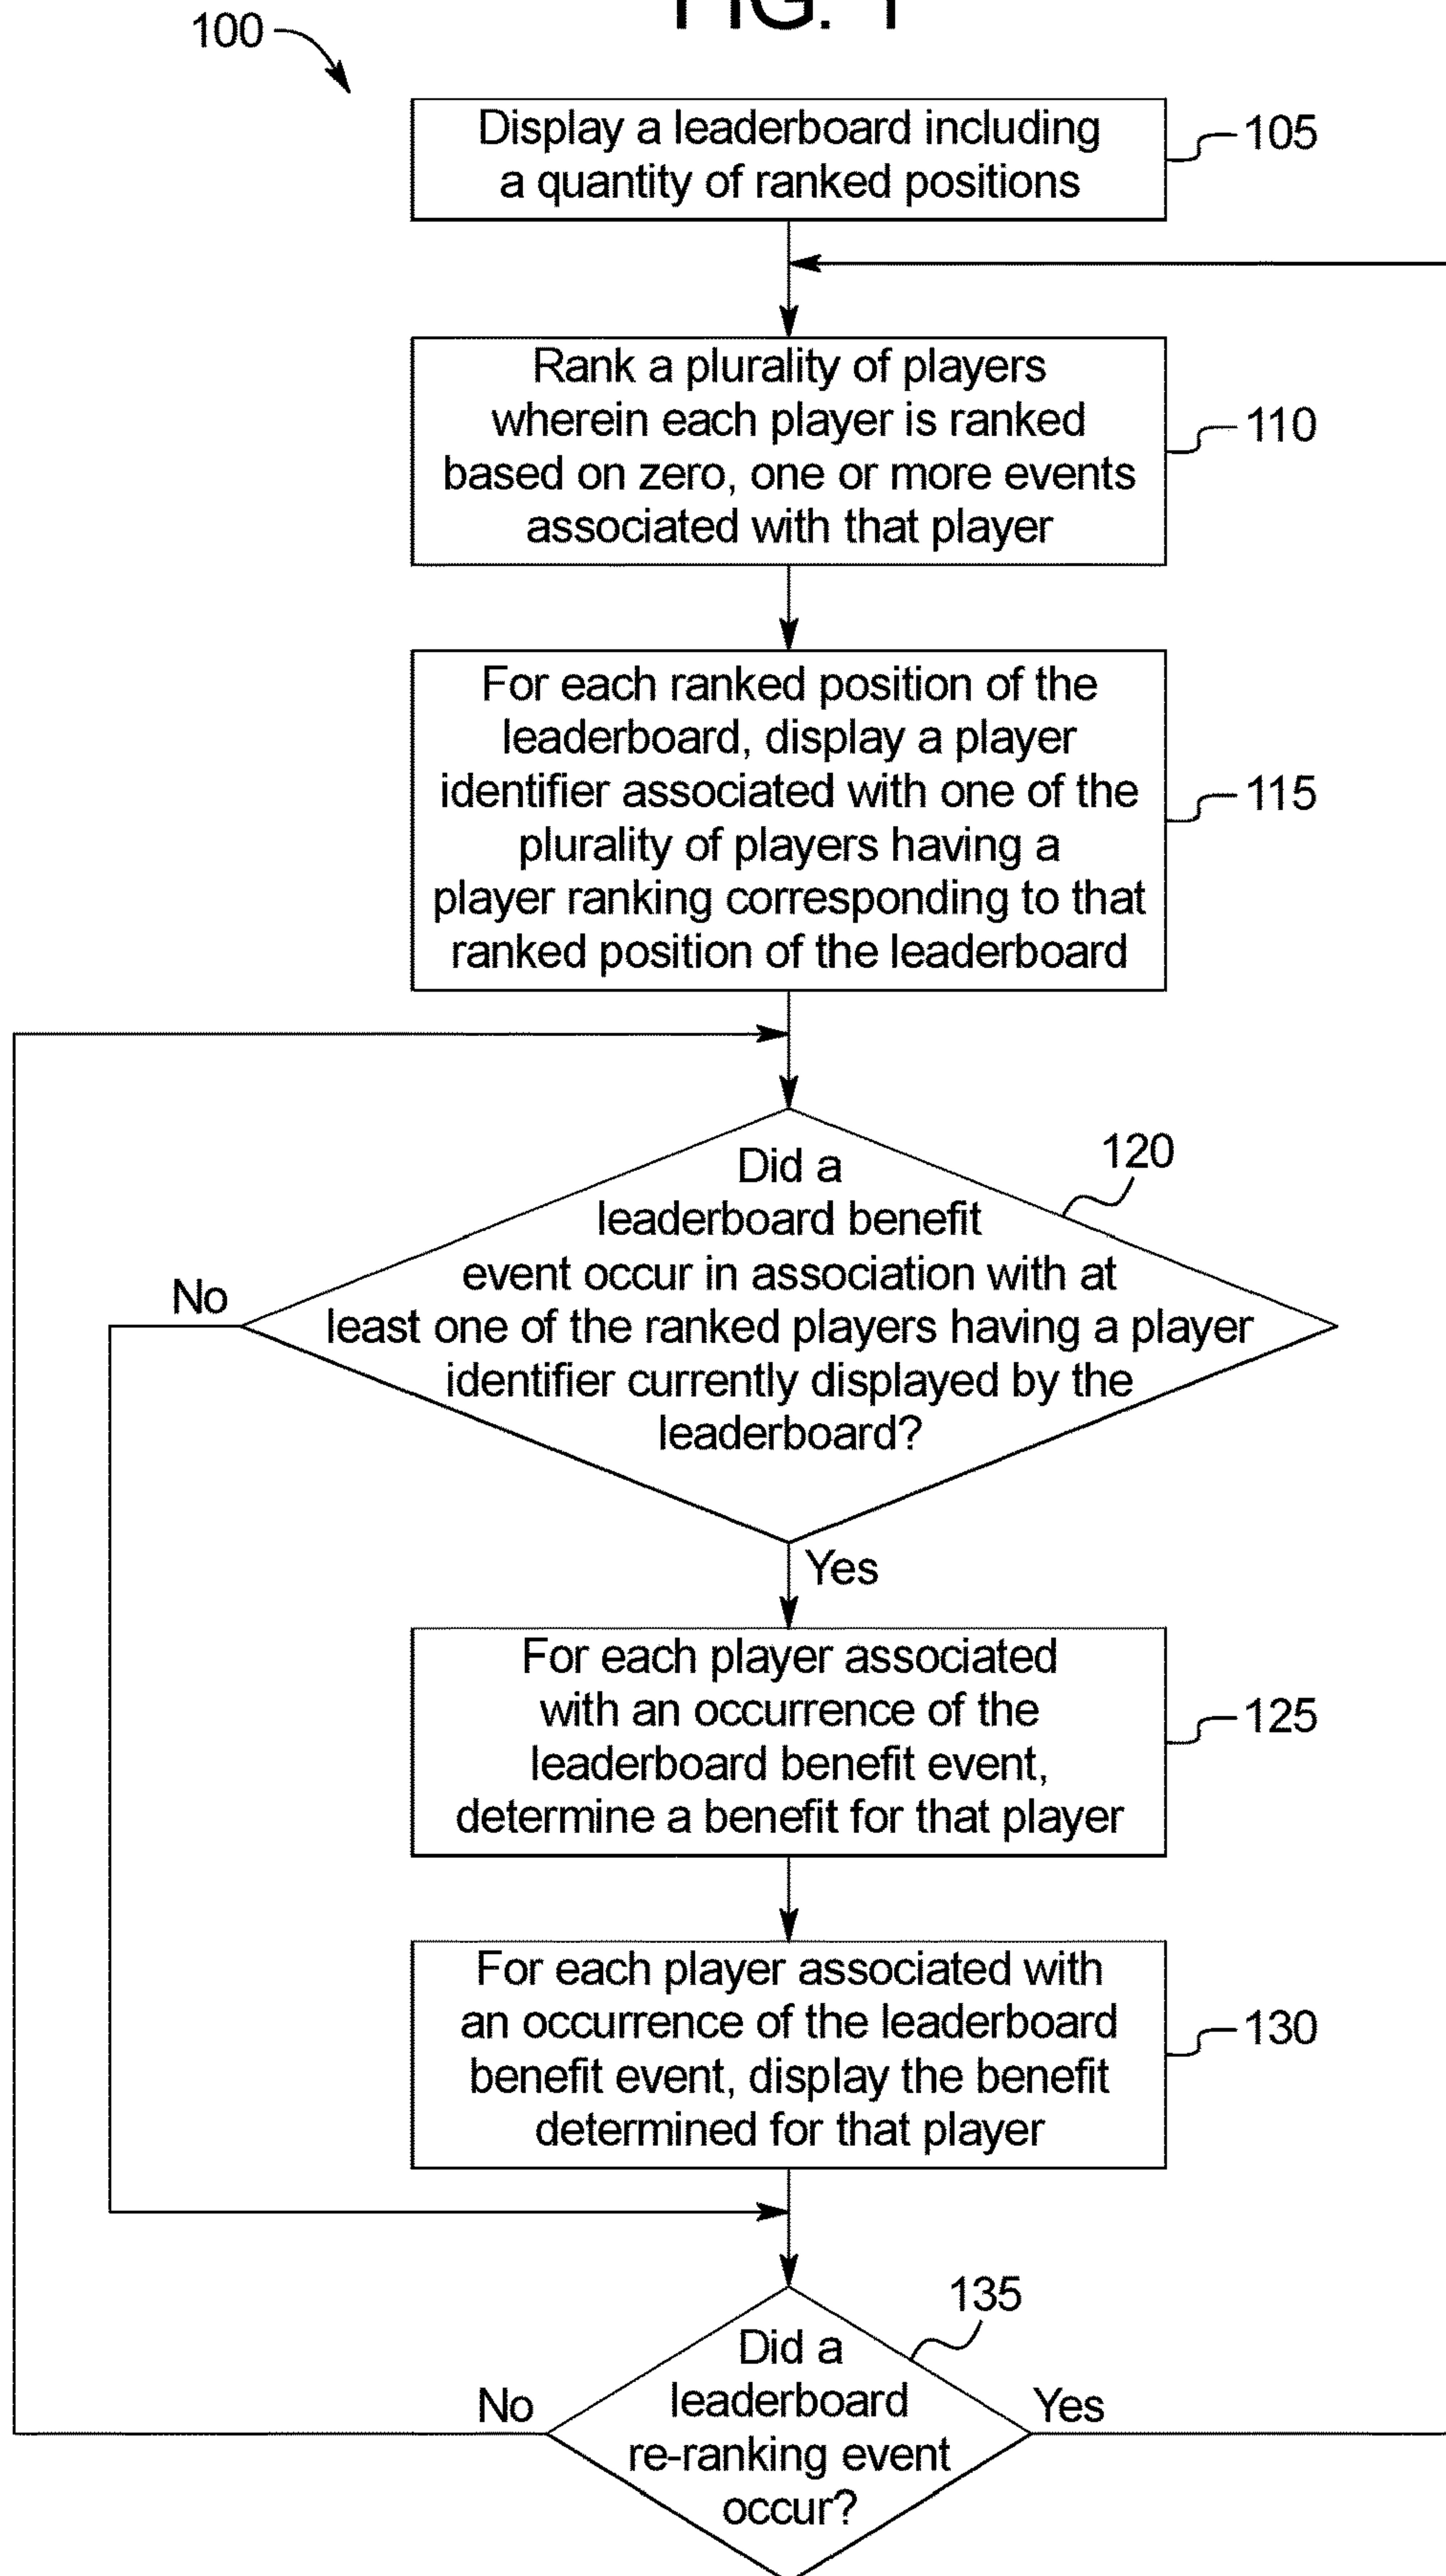 FIG. 1
100
Display a leaderboard including
a quantity of ranked positions
105
Rank a plurality of players
wherein each player is ranked
based on zero, one or more events
associated with that player
110
For each ranked position of the
leaderboard, display a player
identifier associated with one of the
plurality of players having a
player ranking corresponding to that
ranked position of the leaderboard
115
Did a
leaderboard benefit
event occur in association with at
least one of the ranked players having a player
identifier currently displayed by the
leaderboard?
120
No
Yes
For each player associated
with an occurrence of the
leaderboard benefit event,
determine a benefit for that player
125
For each player associated with
an occurrence of the leaderboard
benefit event, display the benefit
determined for that player
130
Did a
leaderboard
re-ranking event
occur?
135
No
Yes